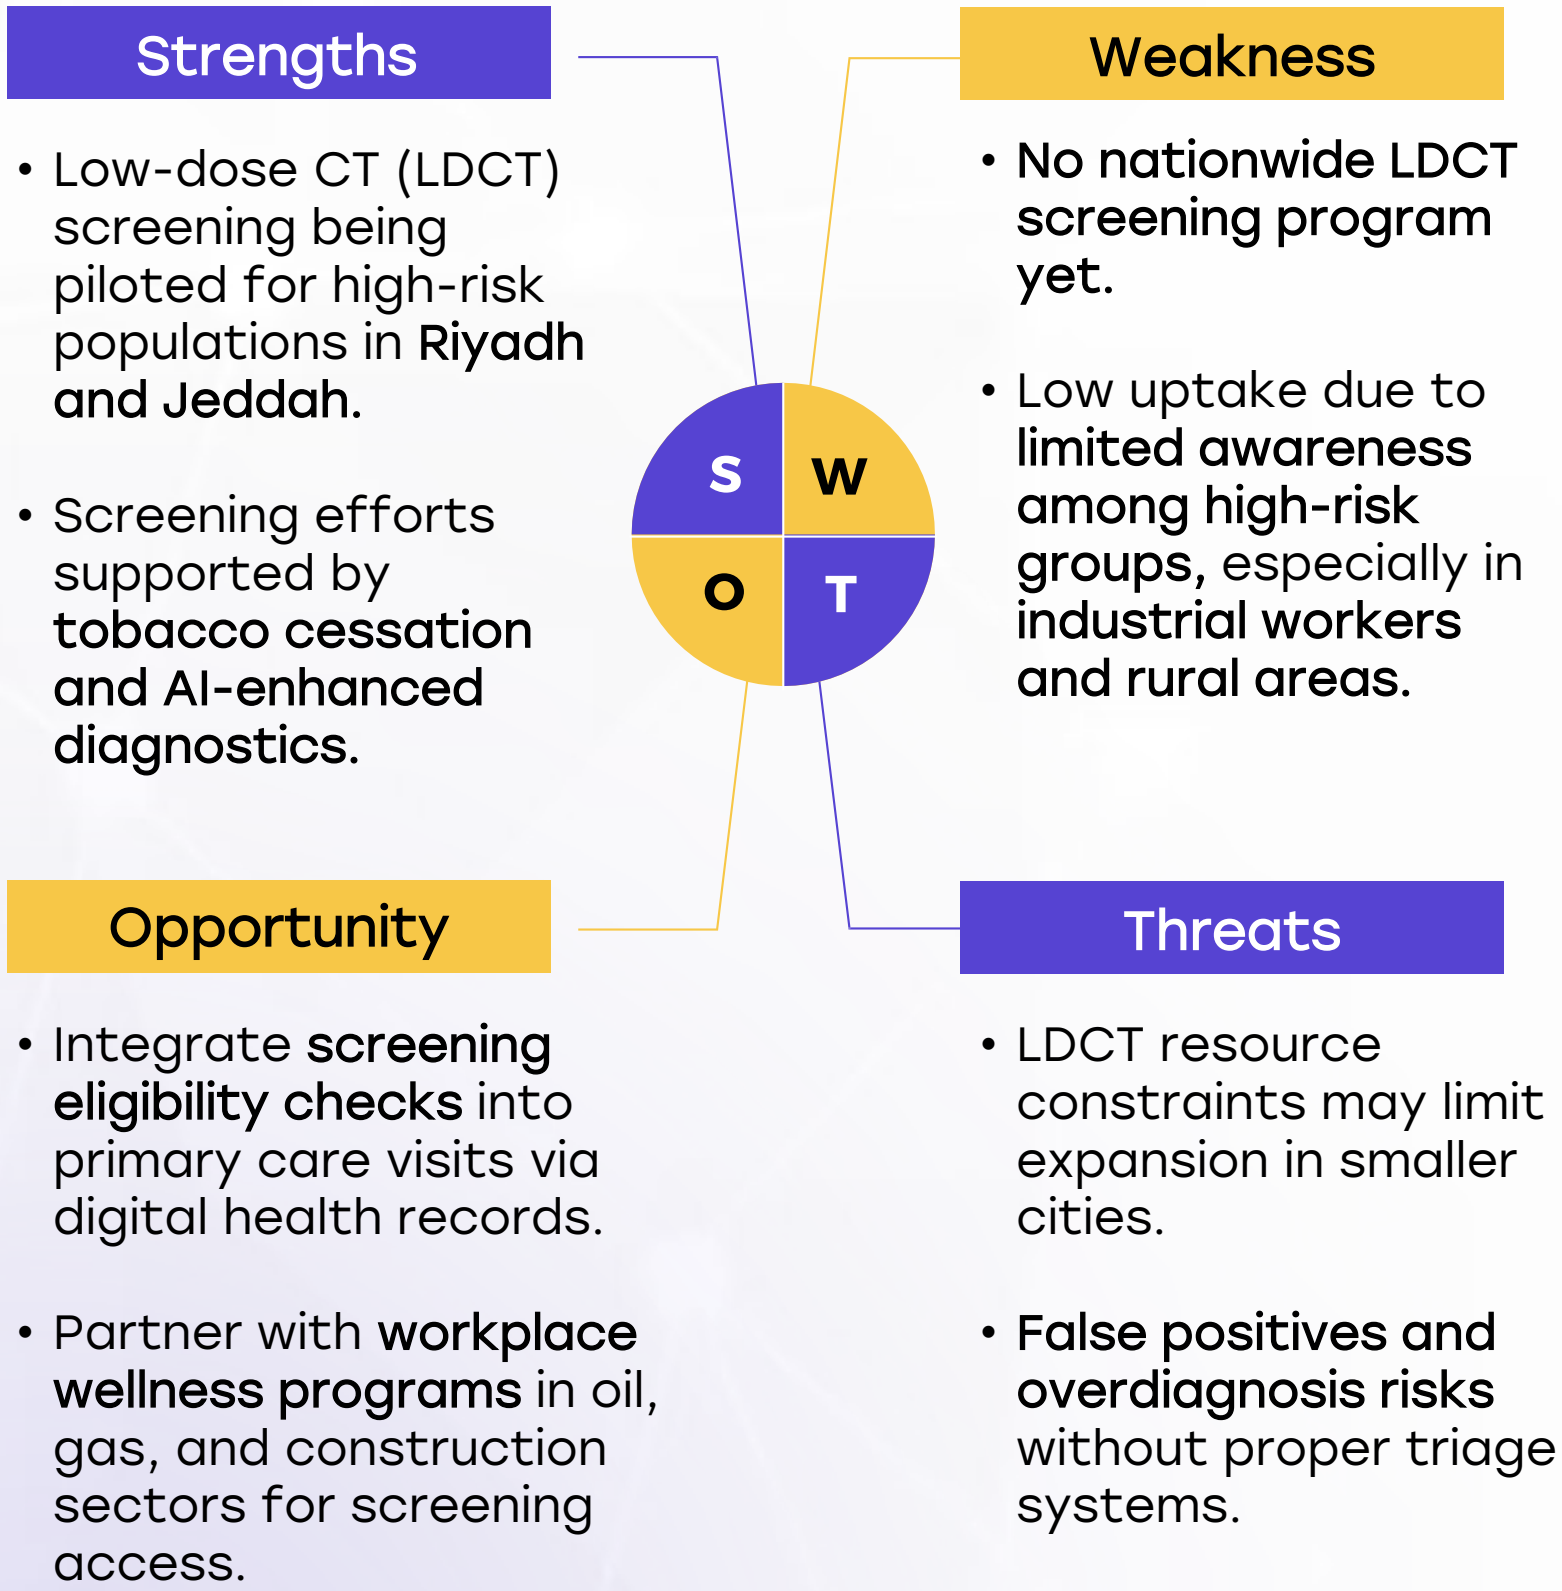 Strengths
• Low-dose CT (LDCT)
screening being
piloted for high-risk
populations in Riyadh
and Jeddah.
• Screening efforts
supported by
tobacco cessation
and AI-enhanced
diagnostics.
Weakness
• No nationwide LDCT
screening program
yet.
• Low uptake due to
limited awareness
among high-risk
groups, especially in
industrial workers
and rural areas.
S W
O T
Opportunity
• Integrate screening
eligibility checks into
primary care visits via
digital health records.
• Partner with workplace
wellness programs in oil,
gas, and construction
sectors for screening
access.
Threats
• LDCT resource
constraints may limit
expansion in smaller
cities.
• False positives and
overdiagnosis risks
without proper triage
systems.